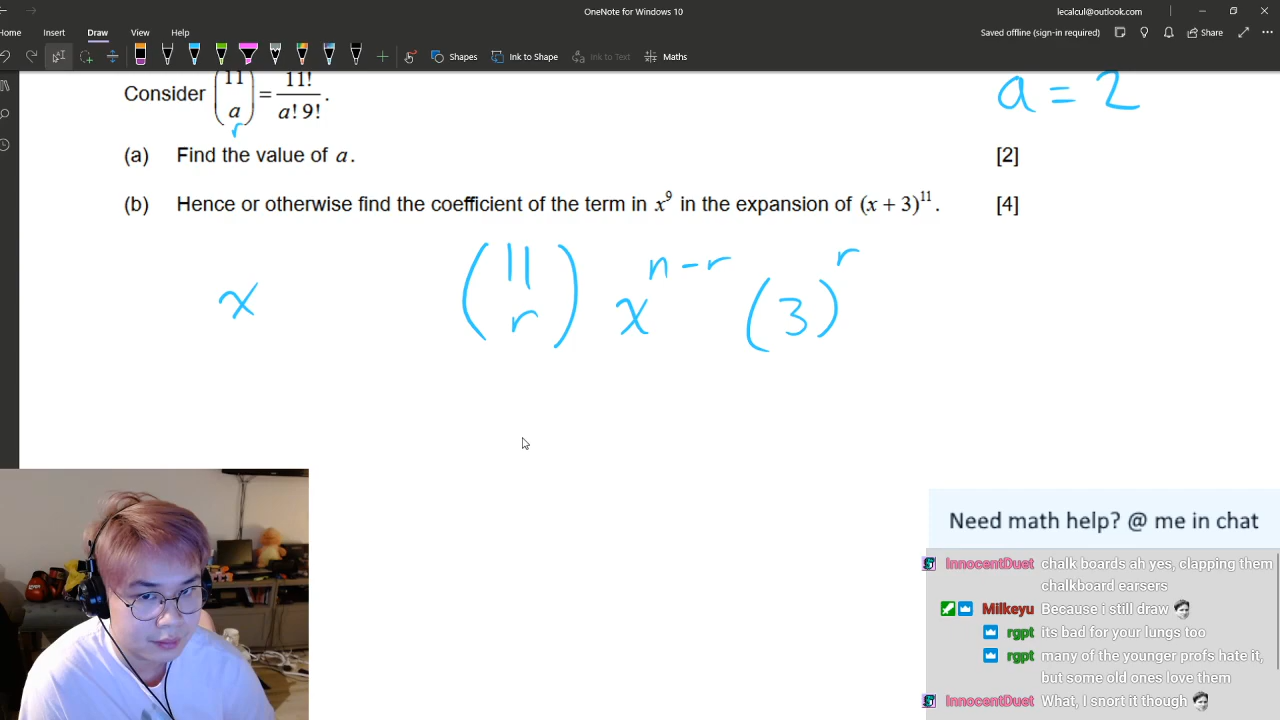 OneNote for Windows 10
lecalcul@outlook.com
Home Insert Draw View Help
Saved offline (sign-in required)
Share
Shapes
Ink to Shape
Ink to Text
Maths
Consider (11 a) = 11! / a! 9! .
r
a = 2
(a) Find the value of a. [2]
(b) Hence or otherwise find the coefficient of the term in x^9 in the expansion of (x + 3)^11. [4]
x
(11 r) x^n-r (3)^r
Need math help? @ me in chat
InnocentDuet chalk boards ah yes, clapping them
chalkboard earsers
Milkeyu Because i still draw
rgpt its bad for your lungs too
rgpt many of the younger profs hate it,
but some old ones love them
InnocentDuet What, I snort it though